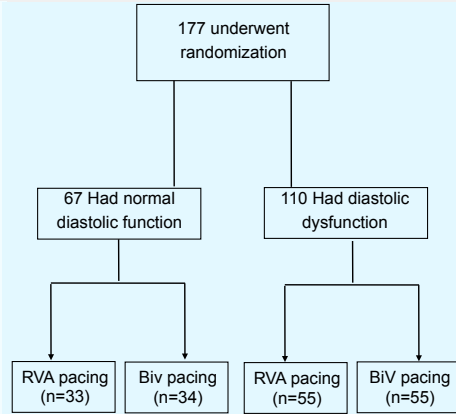 177 underwent
randomization
67 Had normal
diastolic function
110 Had diastolic
dysfunction
RVA pacing
(n=33)
Biv pacing
(n=34)
RVA pacing
(n=55)
BiV pacing
(n=55)